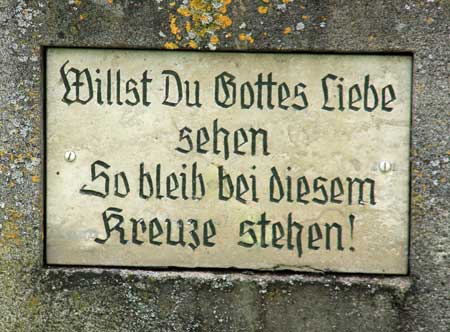 Willst Du Gottes Liebe
sehen
So bleib bei diesem
Kreuze stehen!